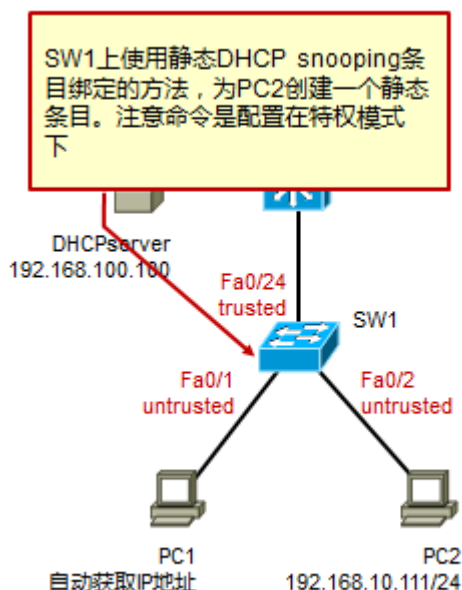 SW1上使用静态DHCP snooping条
目绑定的方法，为PC2创建一个静态
条目。注意命令是配置在特权模式
下
DHCPserver
192.168.100.100
Fa0/24
trusted
SW1
Fa0/1
untrusted
Fa0/2
untrusted
PC1
自动获取IP地址
PC2
192.168.10.111/24